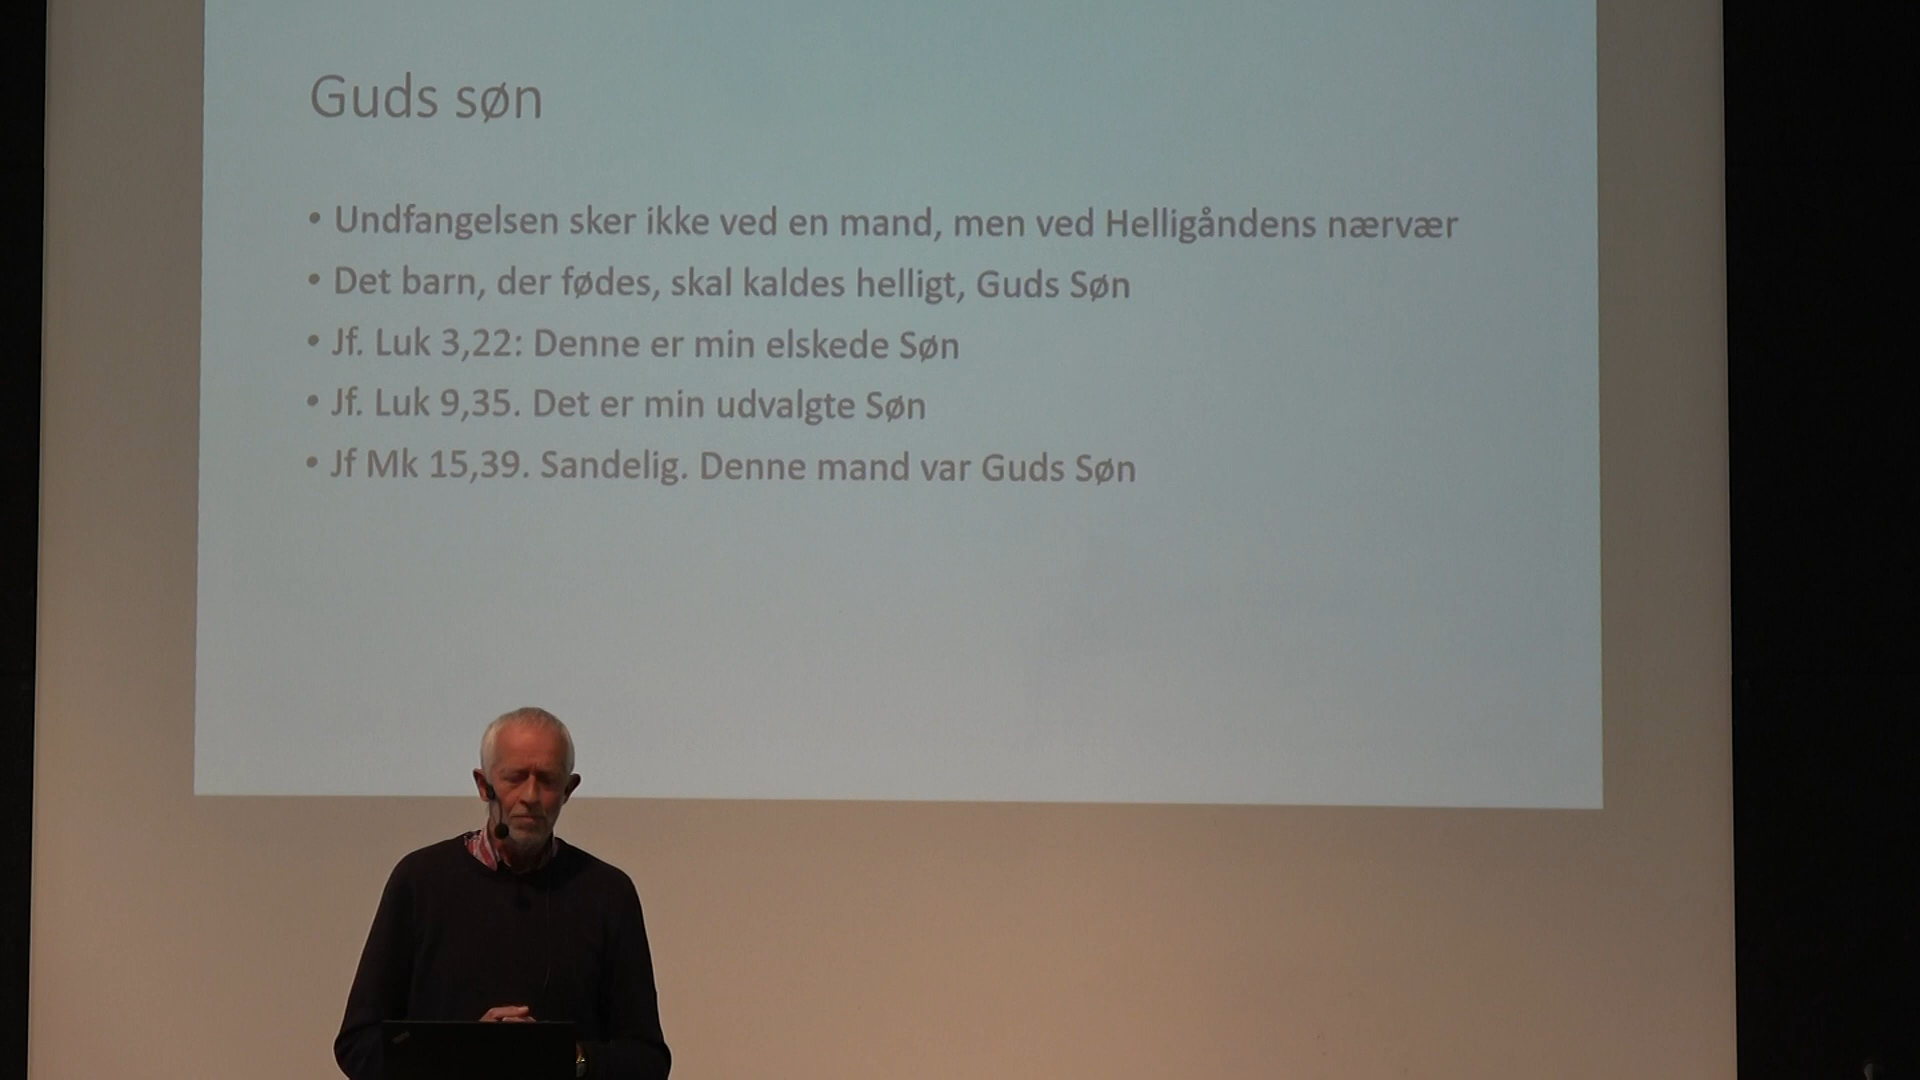 Guds søn
• Undfangelsen sker ikke ved en mand, men ved Helligåndens nærvær
• Det barn, der fødes, skal kaldes helligt, Guds Søn
• Jf. Luk 3,22: Denne er min elskede Søn
• Jf. Luk 9,35. Det er min udvalgte Søn
• Jf Mk 15,39. Sandelig. Denne mand var Guds Søn